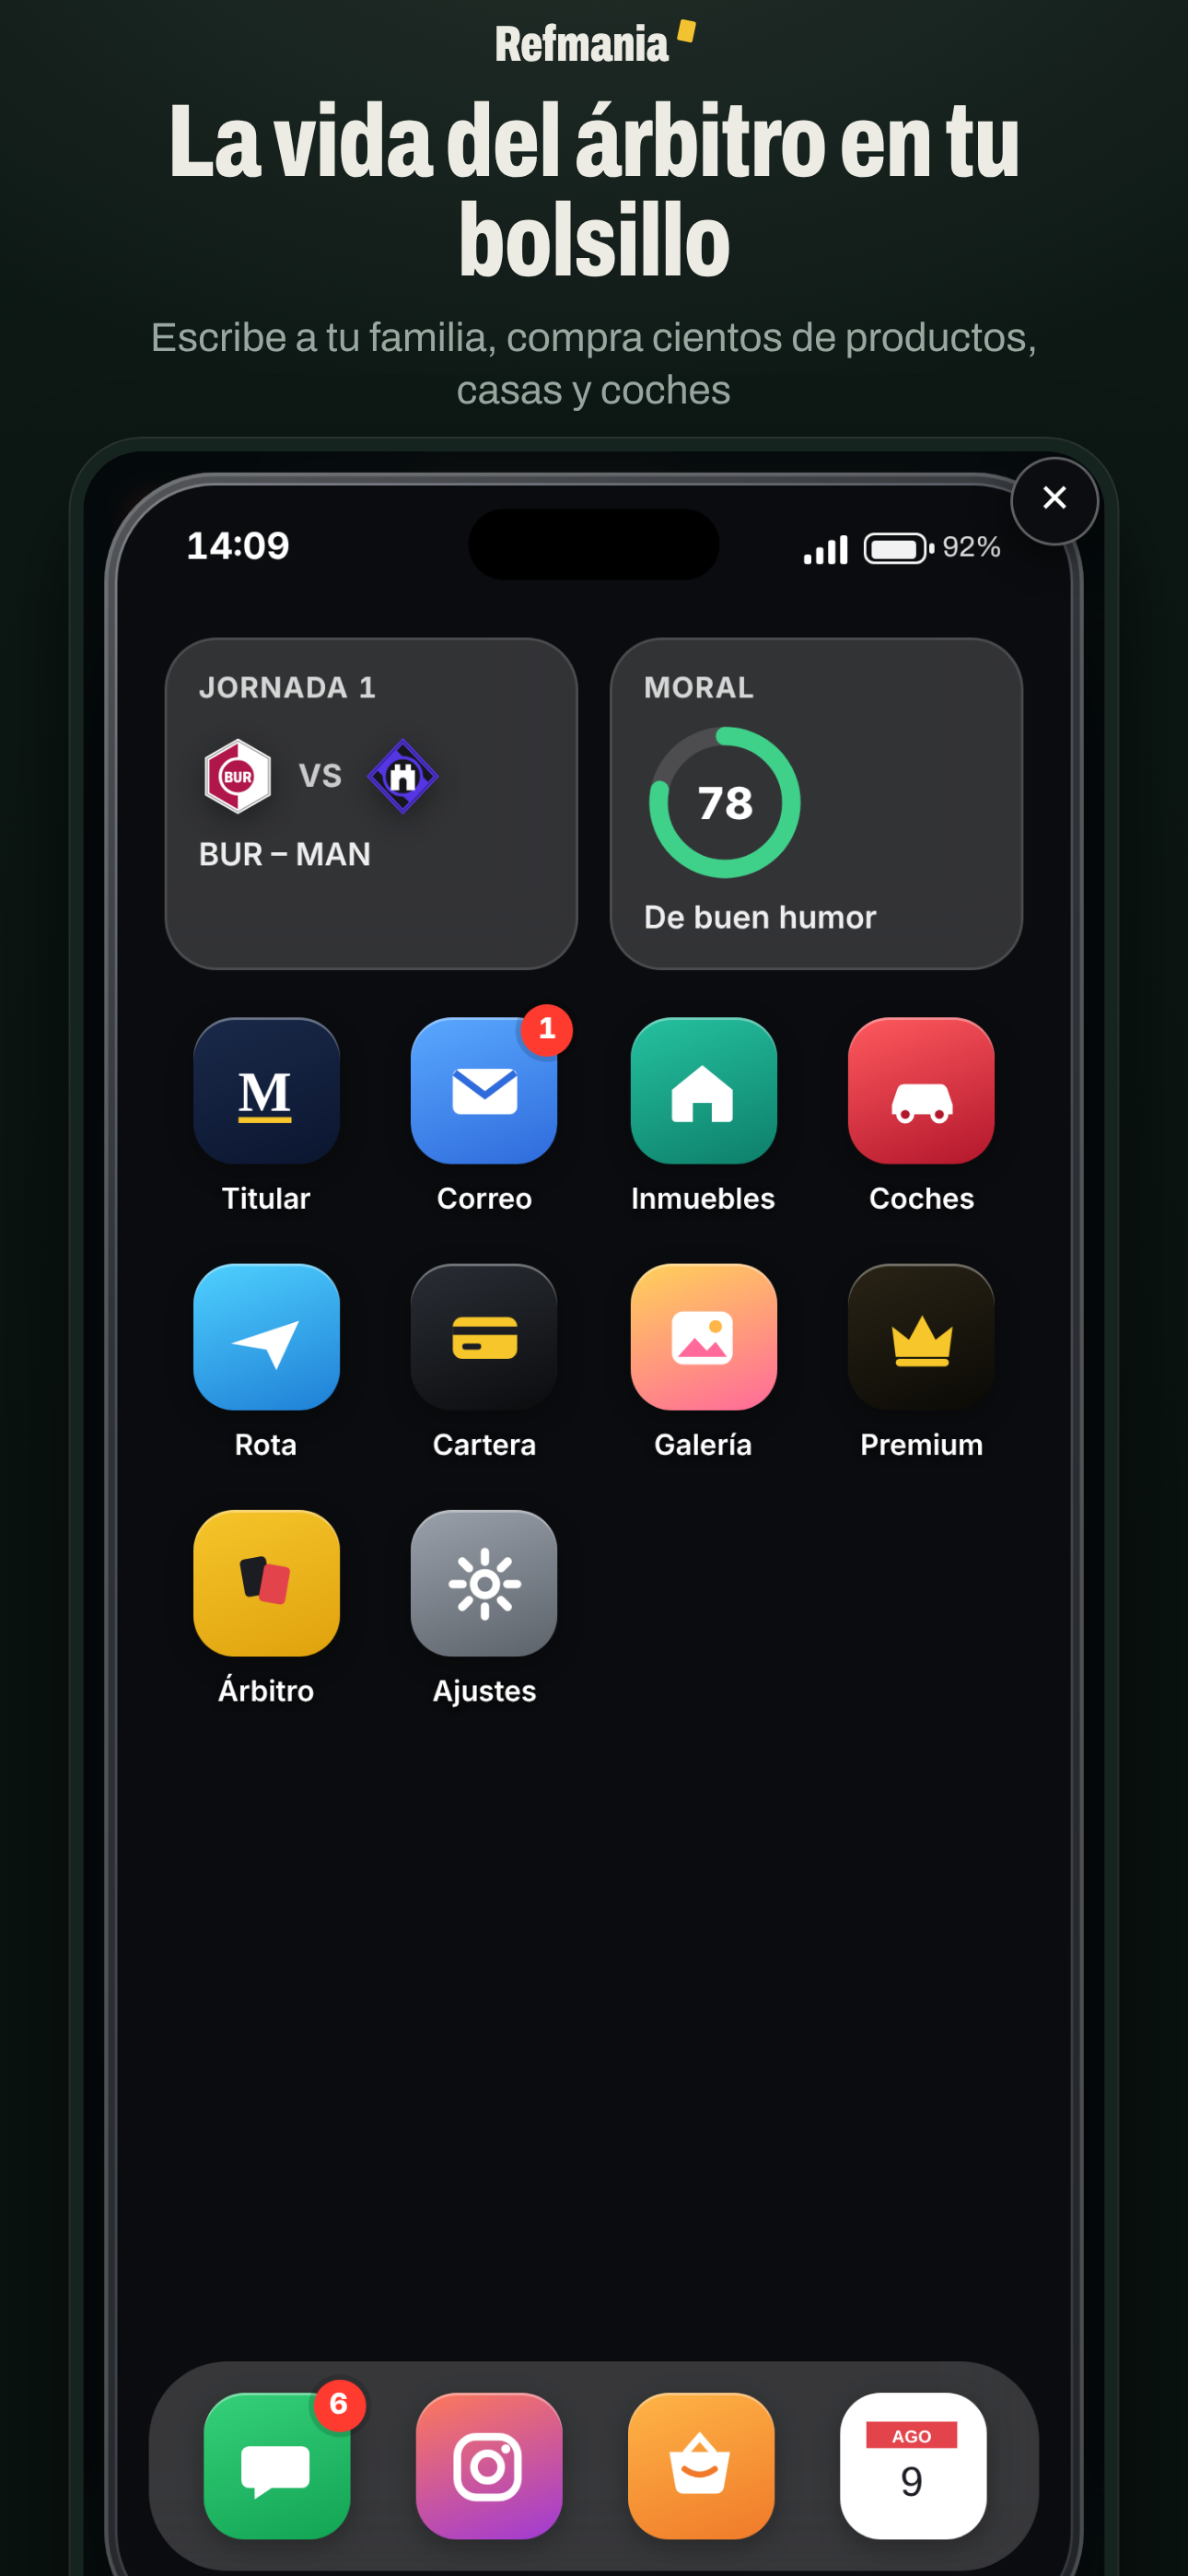 Refmania
La vida del árbitro en tu
bolsillo
Escribe a tu familia, compra cientos de productos,
casas y coches
14:09
92%
JORNADA 1
BUR
VS
BUR – MAN
MORAL
78
De buen humor
M
1
Titular
Correo
Inmuebles
Coches
Rota
Cartera
Galería
Premium
Árbitro
Ajustes
6
AGO
9